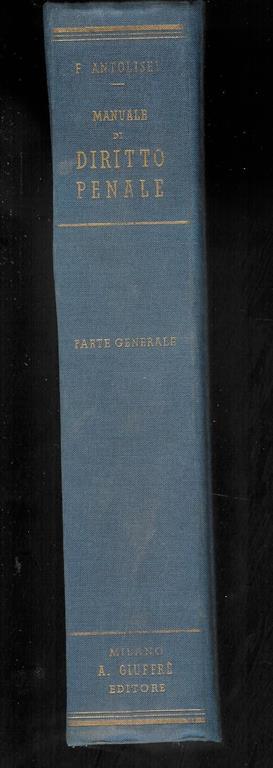 F. ANTOLISEI
MANUALE
DI
DIRITTO
PENALE
PARTE GENERALE
MILANO
A. GIUFFRÈ
EDITORE